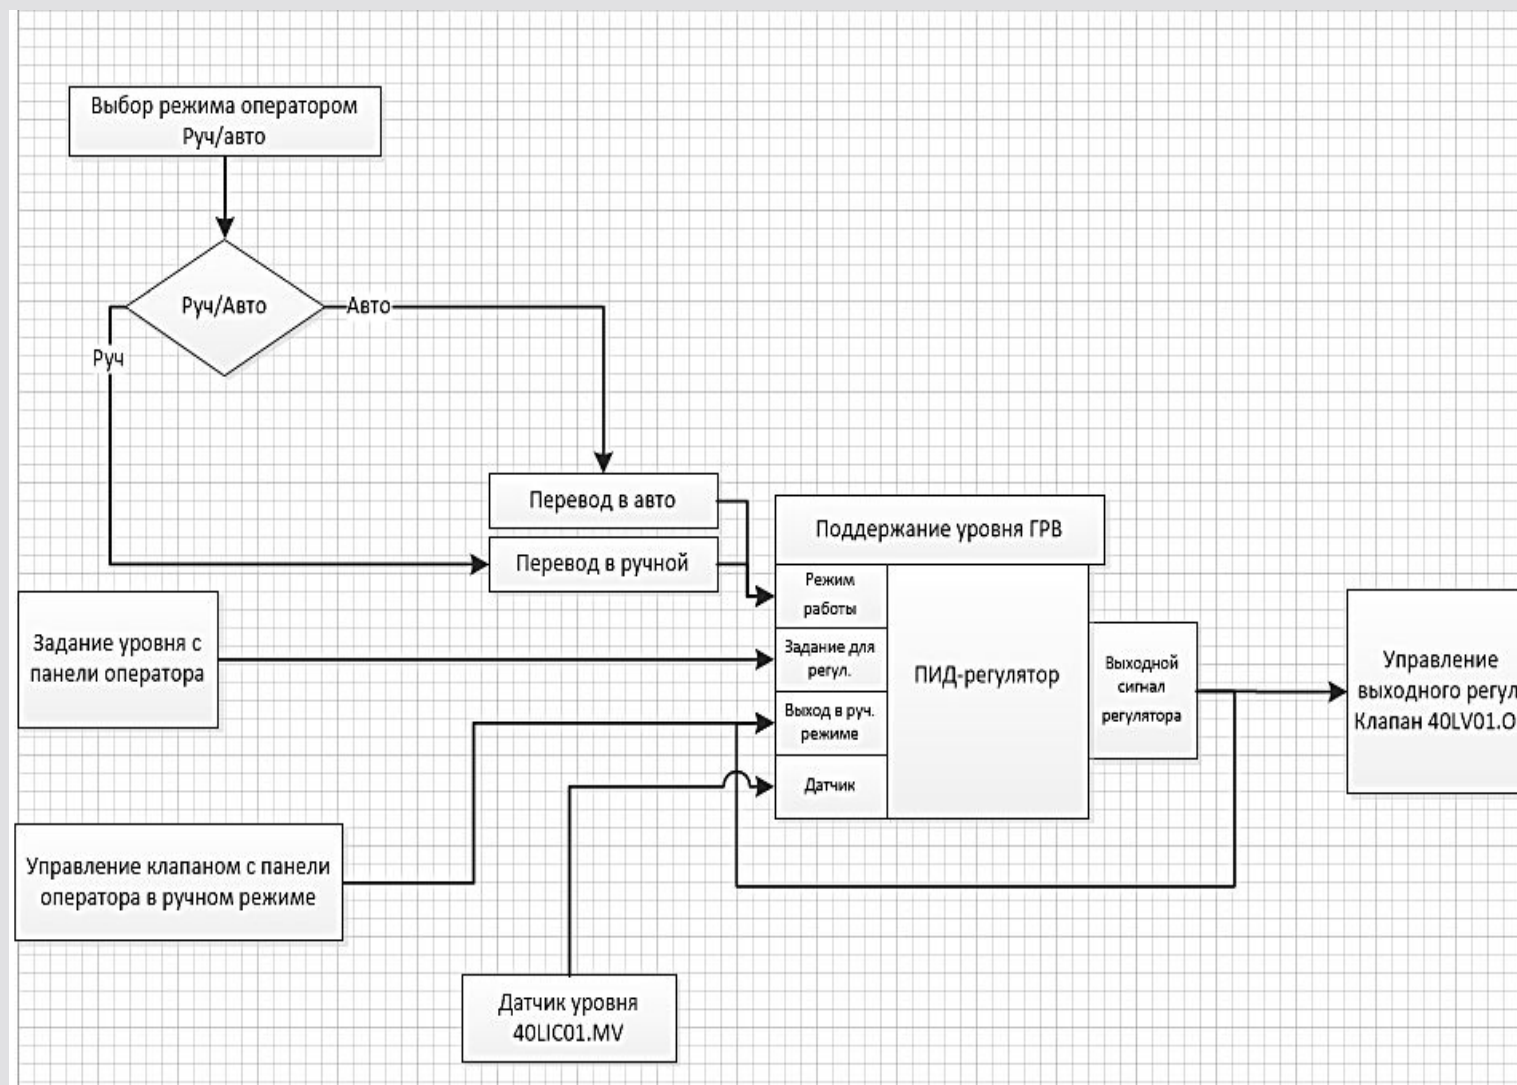 Выбор режима оператором
Руч/авто
Руч/Авто
Авто
Руч
Перевод в авто
Перевод в ручной
Поддержание уровня ГРВ
Режим
работы
Задание уровня с
панели оператора
Задание для
регул.
ПИД-регулятор
Выходной
сигнал
регулятора
Управление
выходного регул
Клапан 40LV01.O
Выход в руч.
режиме
Датчик
Управление клапаном с панели
оператора в ручном режиме
Датчик уровня
40LIC01.MV